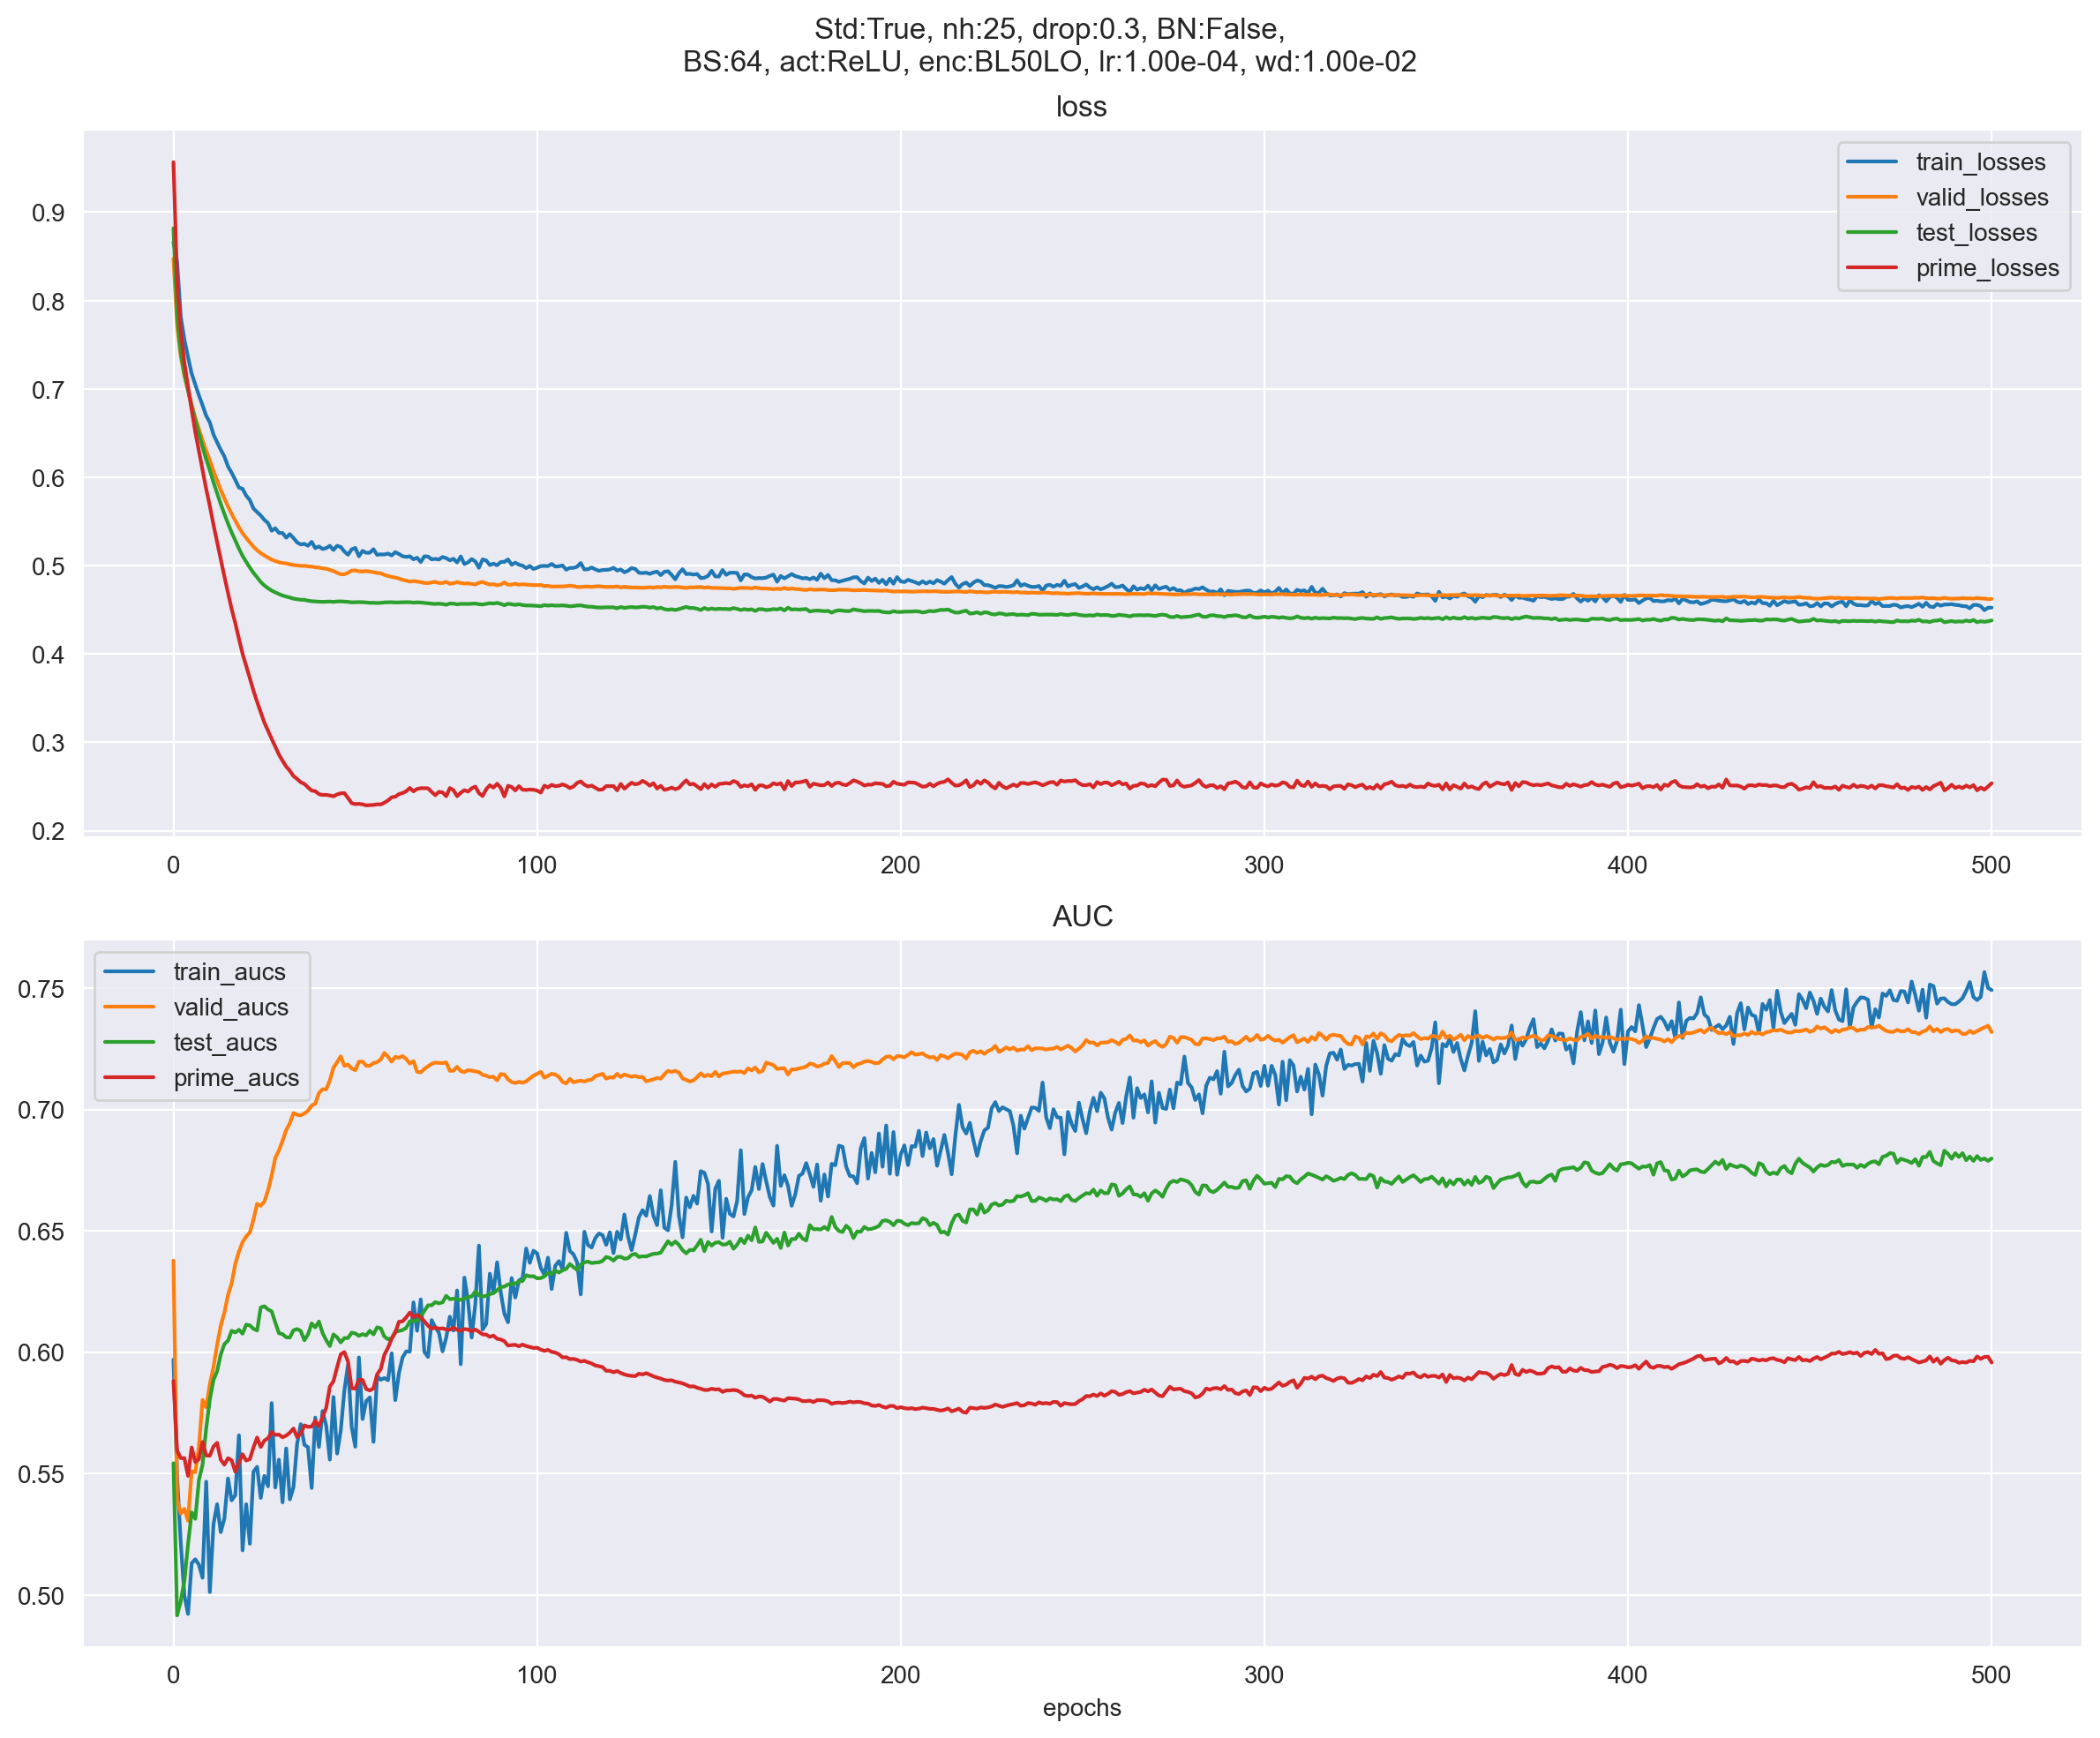 Std:True, nh:25, drop:0.3, BN:False,
BS:64, act:ReLU, enc:BL50LO, lr:1.00e-04, wd:1.00e-02
loss
train_losses
valid_losses
test_losses
prime_losses
0.9
0.8
0.7
0.6
0.5
0.4
0.3
0.2
0 100 200 300 400 500
AUC
train_aucs
valid_aucs
test_aucs
prime_aucs
0.75
0.70
0.65
0.60
0.55
0.50
0 100 200 300 400 500
epochs